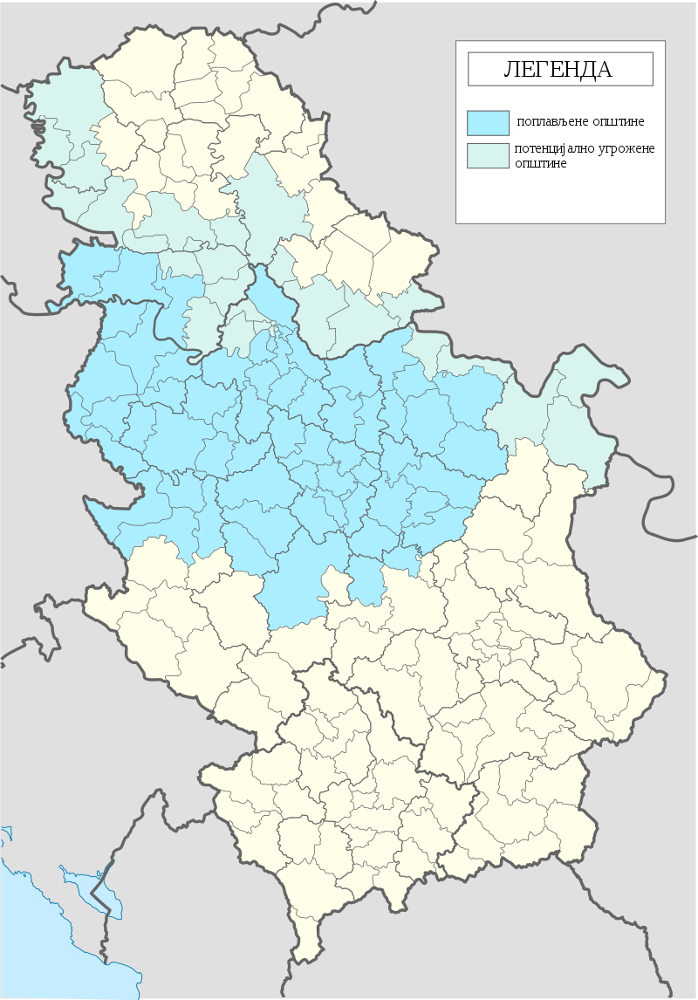 ЛЕГЕНДА
поплављене општине
потенцијално угрожене
општине